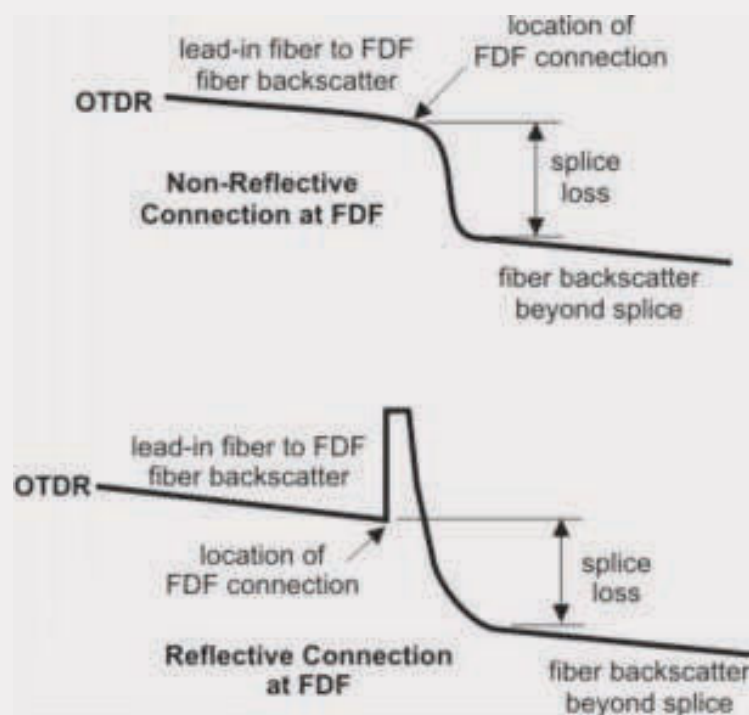 lead-in fiber to FDF
fiber backscatter
location of
FDF connection
OTDR
splice
loss
Non-Reflective
Connection at FDF
fiber backscatter
beyond splice
lead-in fiber to FDF
fiber backscatter
OTDR
location of
FDF connection
splice
loss
Reflective Connection
at FDF
fiber backscatter
beyond splice